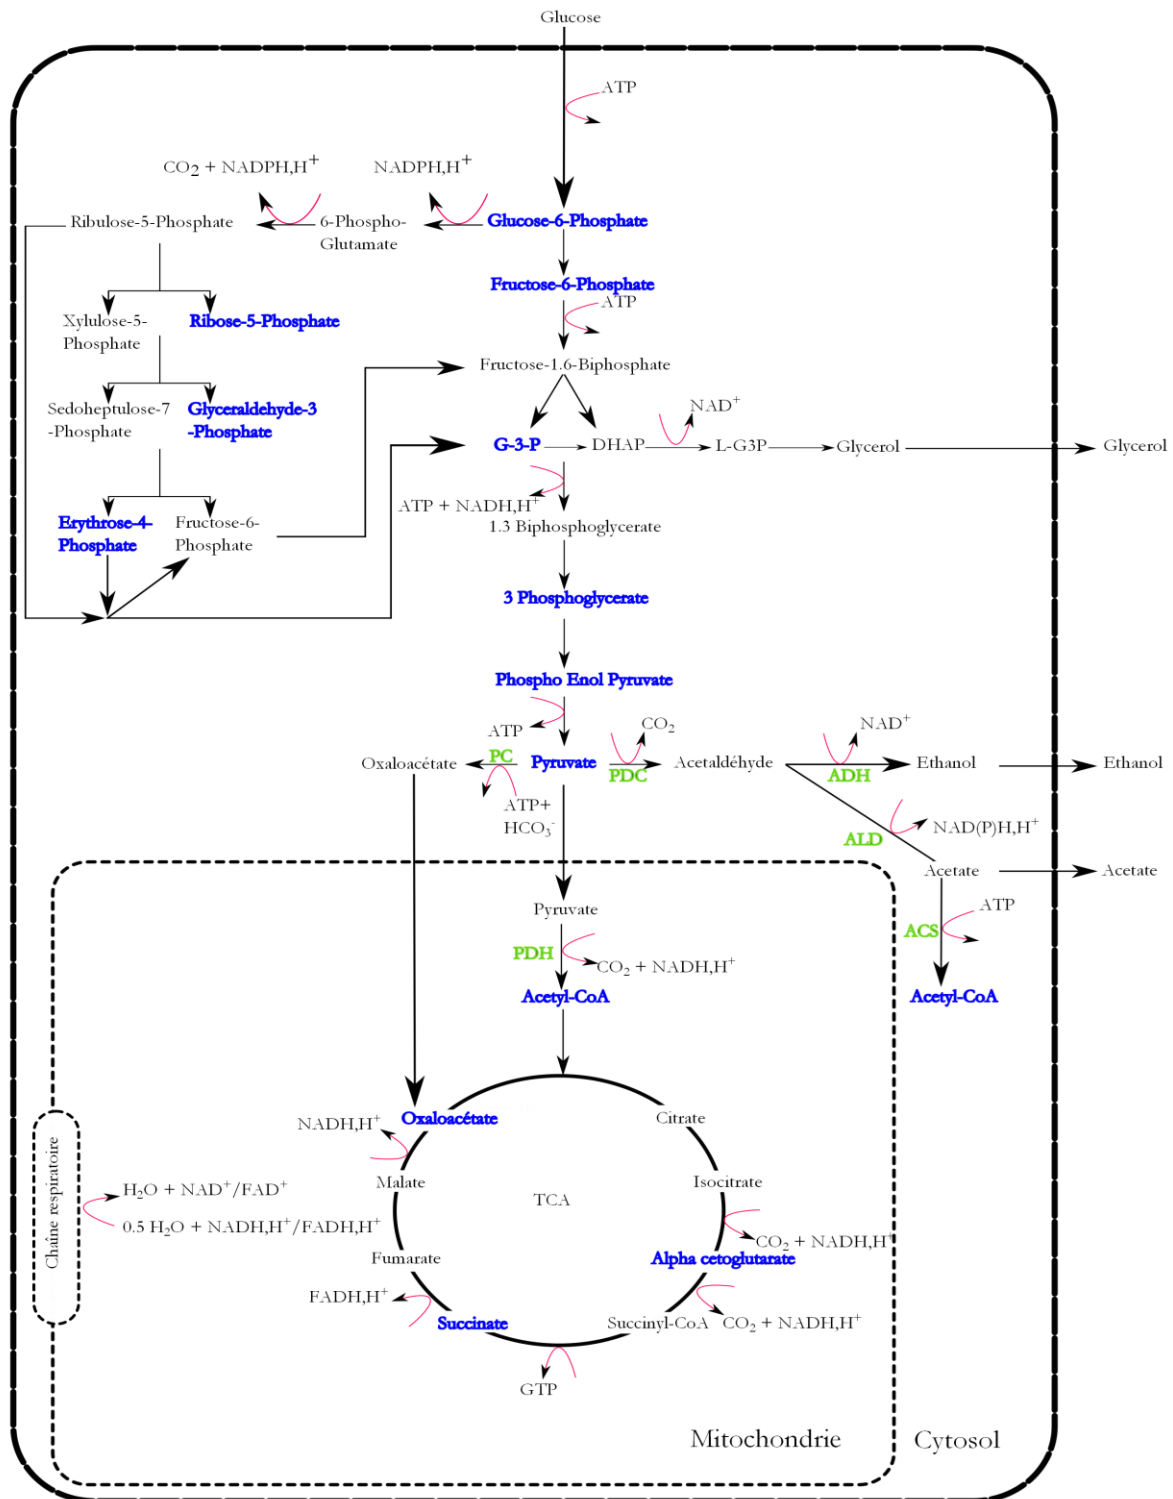 Glucose
ATP
CO₂ + NADPH,H⁺
NADPH,H⁺
Ribulose-5-Phosphate
6-Phospho-
Glutamate
Glucose-6-Phosphate
Fructose-6-Phosphate
ATP
Xylulose-5-
Phosphate
Ribose-5-Phosphate
Fructose-1.6-Biphosphate
Sedoheptulose-7
-Phosphate
Glyceraldehyde-3
-Phosphate
NAD⁺
G-3-P
DHAP
L-G3P
Glycerol
Glycerol
ATP + NADH,H⁺
1.3 Biphosphoglycerate
Erythrose-4-
Phosphate
Fructose-6-
Phosphate
3 Phosphoglycerate
Phospho Enol Pyruvate
ATP
CO₂
NAD⁺
Oxaloacétate
PC
Pyruvate
PDC
Acetaldéhyde
ADH
Ethanol
Ethanol
ATP+
HCO₃⁻
NAD(P)H,H⁺
ALD
Acetate
Acetate
Pyruvate
ATP
ACS
PDH
CO₂ + NADH,H⁺
Acetyl-CoA
Acetyl-CoA
Oxaloacétate
Citrate
NADH,H⁺
Malate
Isocitrate
TCA
Chaîne respiratoire
H₂O + NAD⁺/FAD⁺
0.5 H₂O + NADH,H⁺/FADH,H⁺
CO₂ + NADH,H⁺
Fumarate
Alpha cetoglutarate
FADH,H⁺
Succinate
Succinyl-CoA
CO₂ + NADH,H⁺
GTP
Mitochondrie
Cytosol